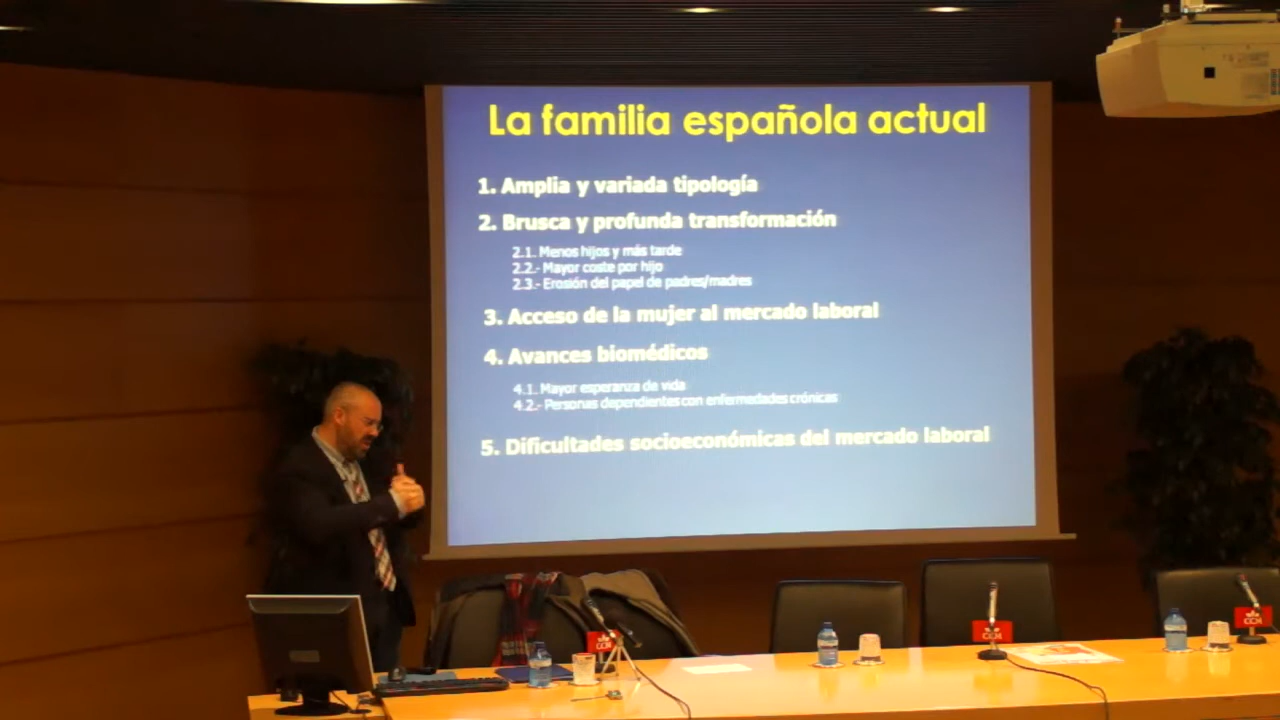 La familia española actual
1. Amplia y variada tipología
2. Brusca y profunda transformación
2.1. Menos hijos y más tarde
2.2.- Mayor coste por hijo
2.3.- Erosión del papel de padres/madres
3. Acceso de la mujer al mercado laboral
4. Avances biomédicos
4.1. Mayor esperanza de vida
4.2.- Personas dependientes con enfermedades crónicas
5. Dificultades socioeconómicas del mercado laboral
CCM
CCM
CCM